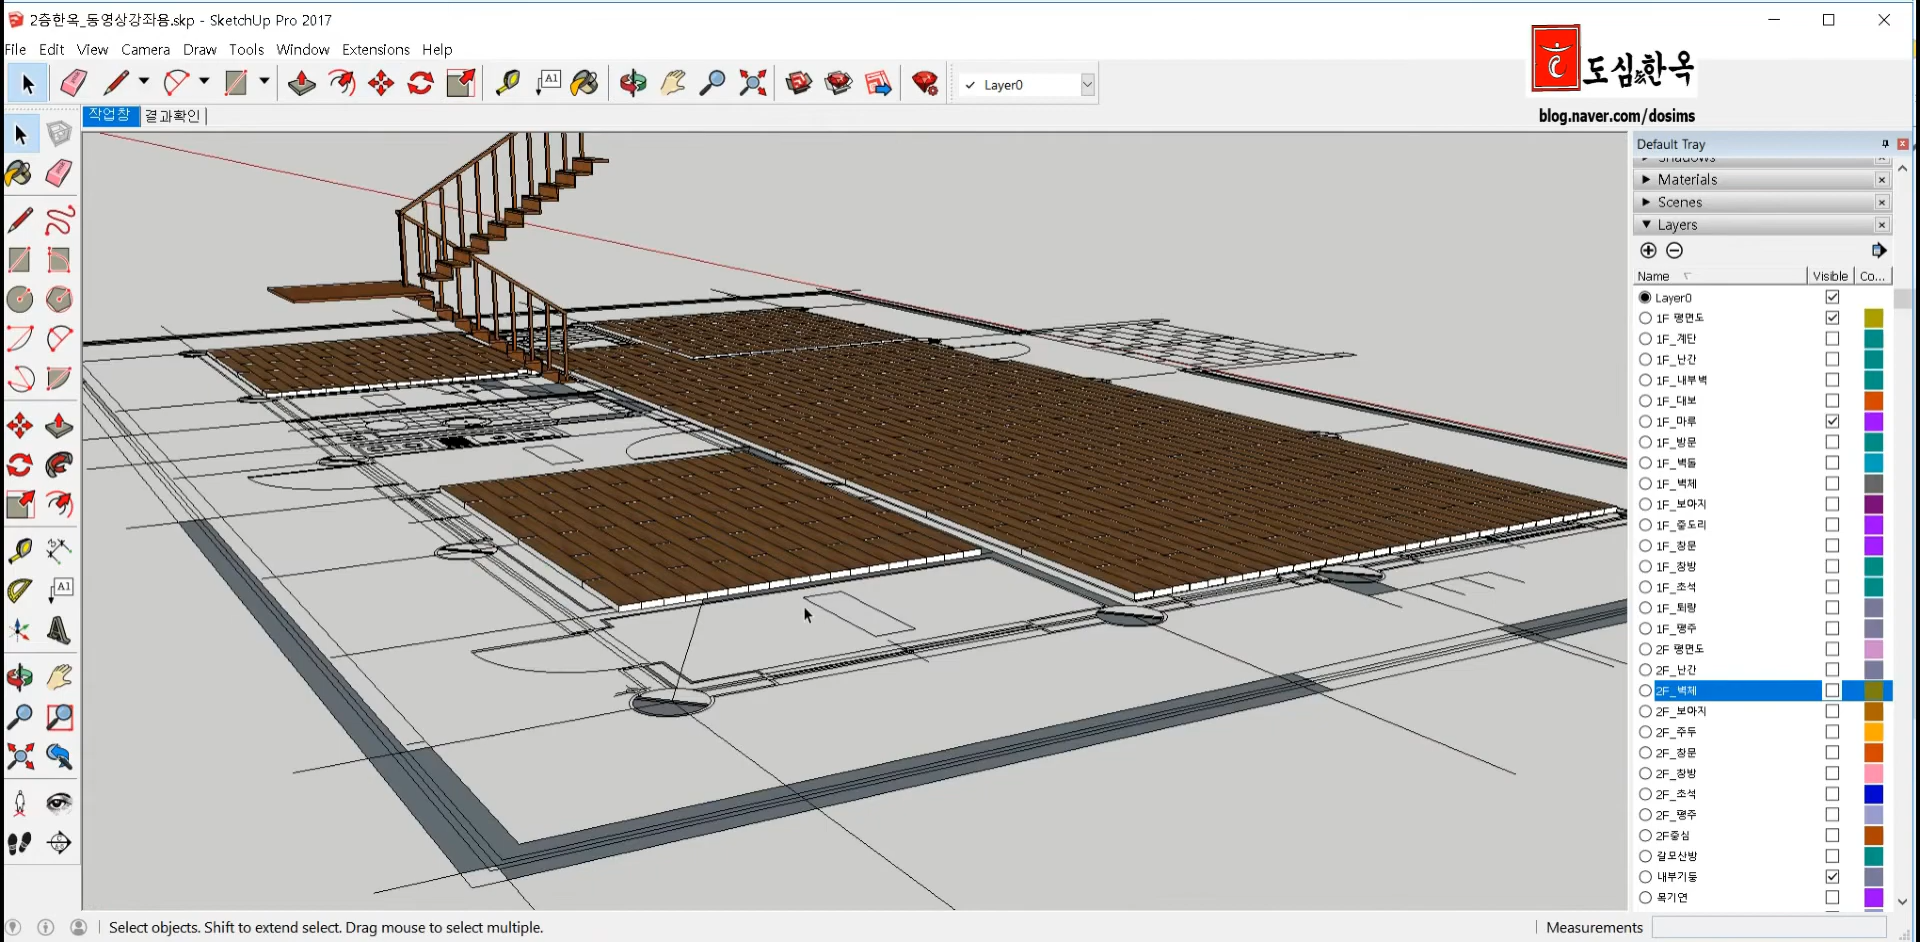 2층한옥_동영상강좌용.skp - SketchUp Pro 2017
File Edit View Camera Draw Tools Window Extensions Help
A1
Layer0
도심한옥
blog.naver.com/dosims
작업창 결과확인
Default Tray
Shadows
Materials
Scenes
Layers
Name Visible Co...
Layer0
1F 평면도
1F_계단
1F_난간
1F_내부벽
1F_대보
1F_마루
1F_방문
1F_벽돌
1F_벽체
1F_보마지
1F_중도리
1F_창문
1F_창방
1F_초석
1F_퇴량
1F_평주
2F 평면도
2F_난간
2F_벽체
2F_보마지
2F_주두
2F_창문
2F_창방
2F_초석
2F_평주
2F중심
갈모산방
내부기둥
목기연
A1
Select objects. Shift to extend select. Drag mouse to select multiple.
Measurements